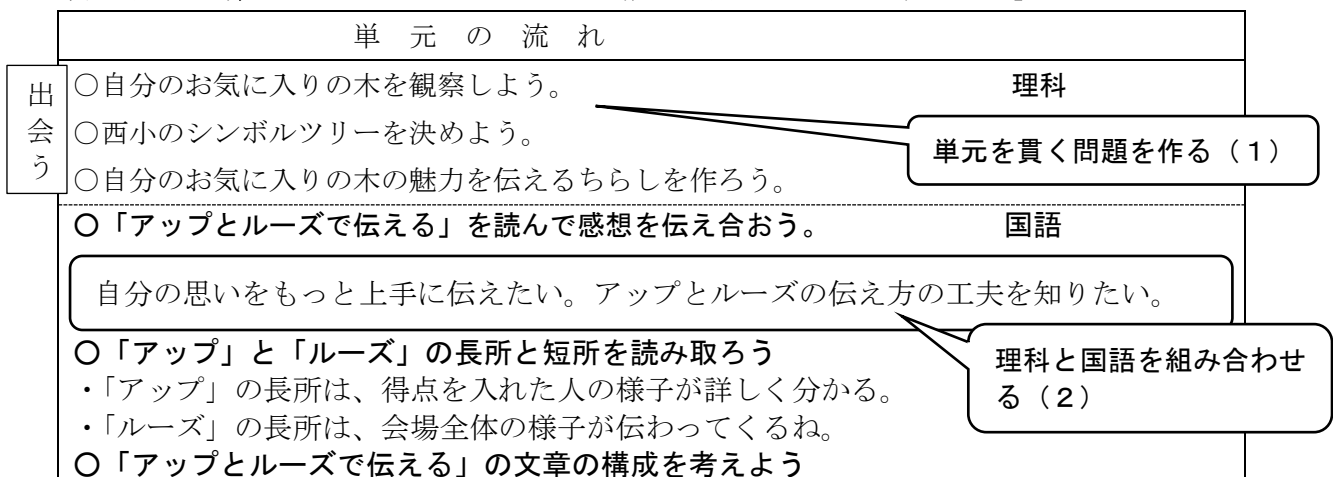 単元の流れ
出会う
○自分のお気に入りの木を観察しよう。 理科
○西小のシンボルツリーを決めよう。
単元を貫く問題を作る(1)
○自分のお気に入りの木の魅力を伝えるちらしを作ろう。
○「アップとルーズで伝える」を読んで感想を伝え合おう。 国語
自分の思いをもっと上手に伝えたい。アップとルーズの伝え方の工夫を知りたい。
○「アップ」と「ルーズ」の長所と短所を読み取ろう
理科と国語を組み合わせ
る(2)
・「アップ」の長所は、得点を入れた人の様子が詳しく分かる。
・「ルーズ」の長所は、会場全体の様子が伝わってくるね。
○「アップとルーズで伝える」の文章の構成を考えよう